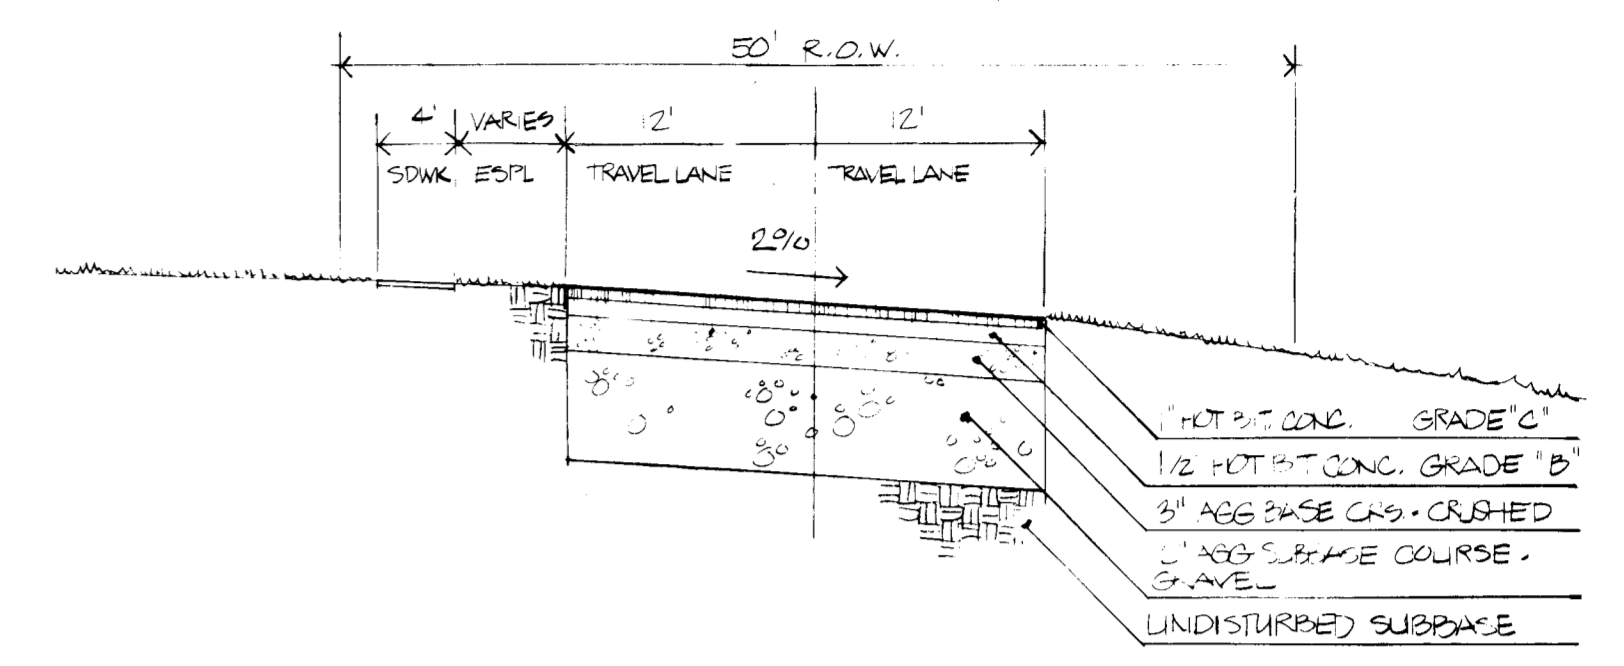 50' R.O.W.
4' VARIES 12' 12'
SDWK. ESPL TRAVEL LANE TRAVEL LANE
2%
1" HOT BIT. CONC. GRADE "C"
1/2" HOT BIT CONC. GRADE "B"
3" AGG BASE CRS. - CRUSHED
AGG SUBBASE COURSE -
GRAVEL
UNDISTURBED SUBBASE